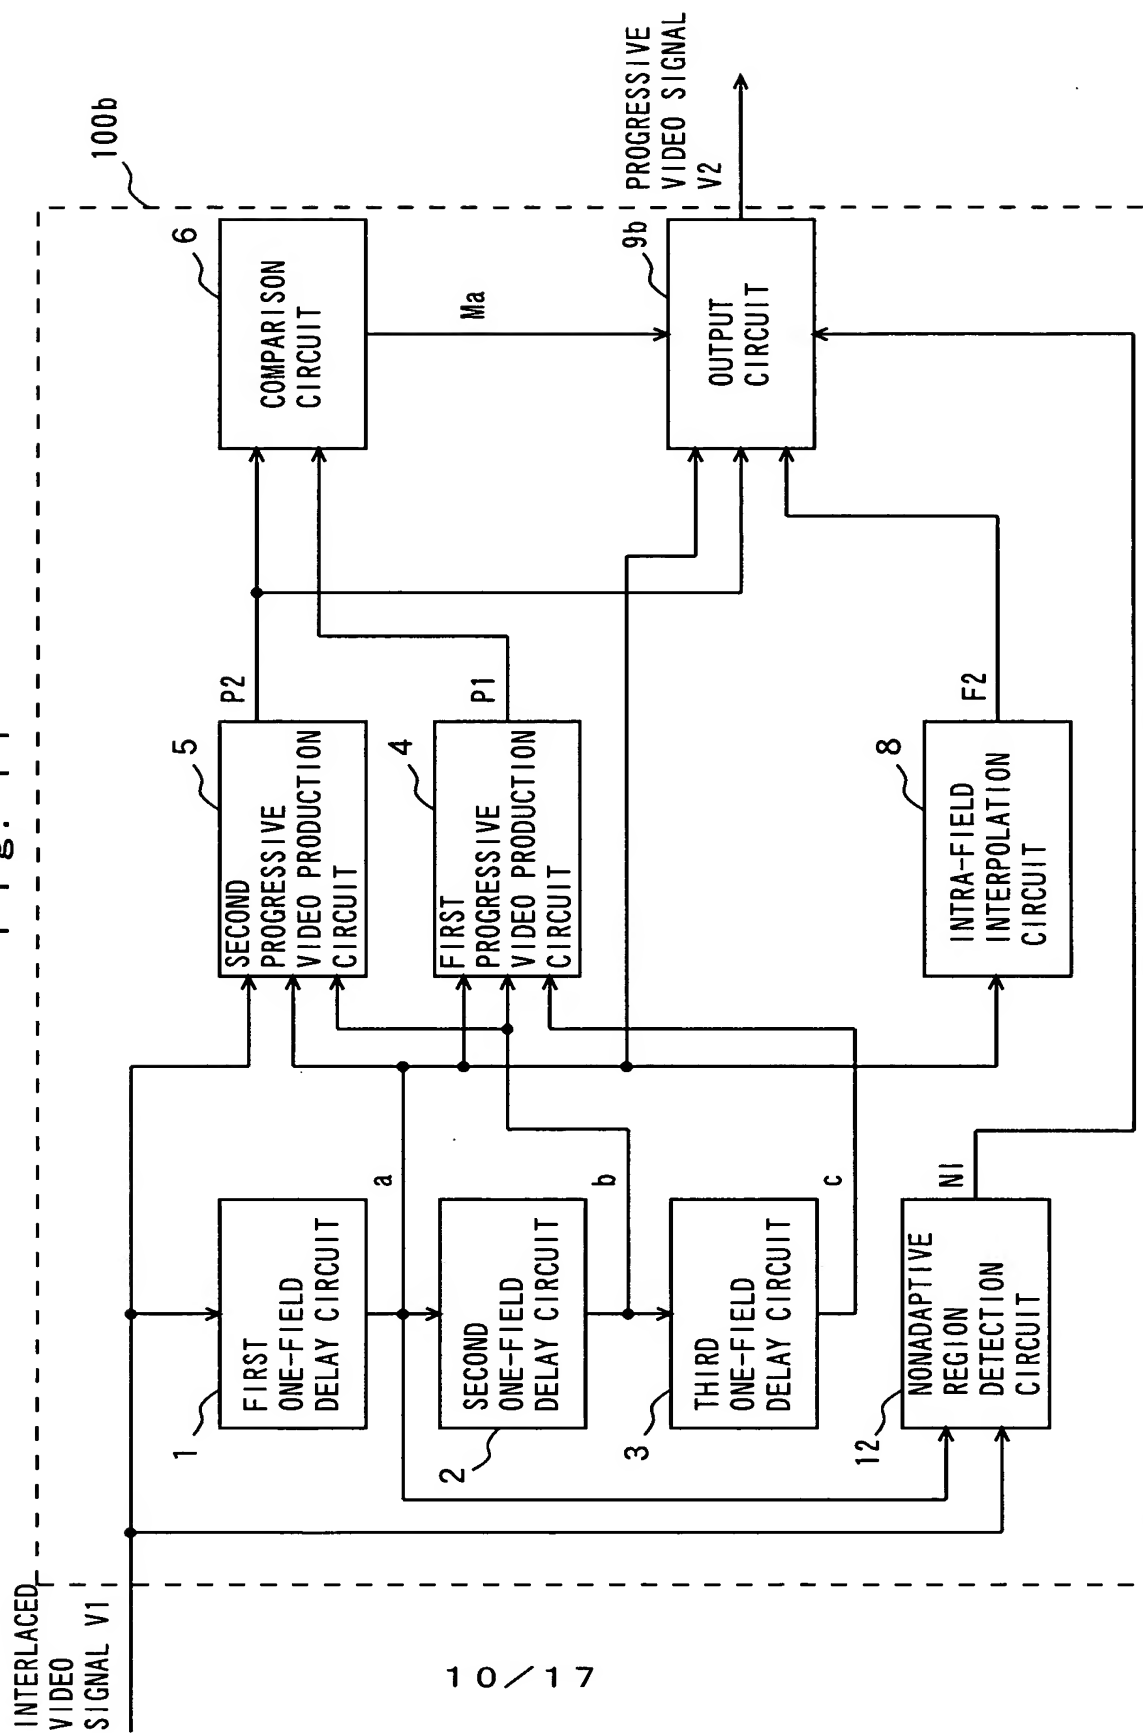 Fig. 11
INTERLACED
VIDEO
SIGNAL V1
100b
1
FIRST
ONE-FIELD
DELAY CIRCUIT
a
2
SECOND
ONE-FIELD
DELAY CIRCUIT
b
3
THIRD
ONE-FIELD
DELAY CIRCUIT
c
12
NONADAPTIVE
REGION
DETECTION
CIRCUIT
NI
5
SECOND
PROGRESSIVE
VIDEO PRODUCTION
CIRCUIT
P2
4
FIRST
PROGRESSIVE
VIDEO PRODUCTION
CIRCUIT
P1
8
INTRA-FIELD
INTERPOLATION
CIRCUIT
F2
6
COMPARISON
CIRCUIT
Ma
9b
OUTPUT
CIRCUIT
PROGRESSIVE
VIDEO SIGNAL
V2
10/17